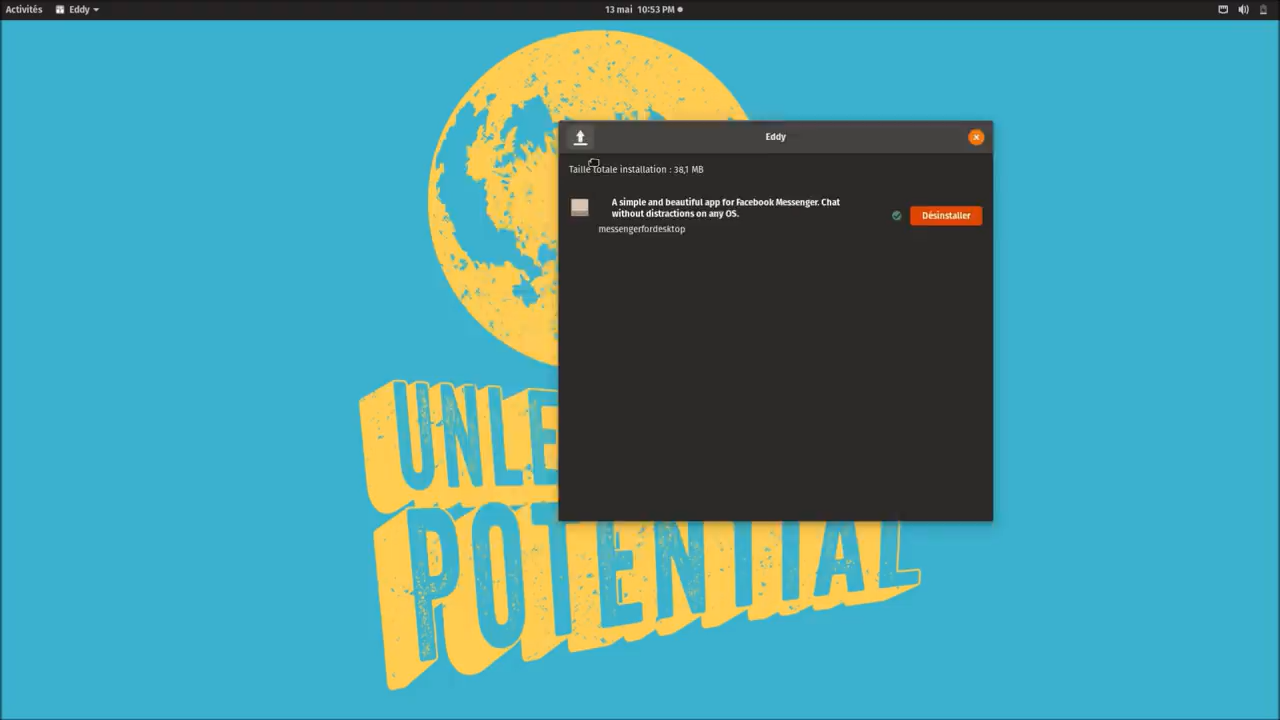 Activités
Eddy
13 mai 10:53 PM
Eddy
Taille totale installation : 38,1 MB
A simple and beautiful app for Facebook Messenger. Chat
without distractions on any OS.
messengerfordesktop
Désinstaller
UNLE
POTENTIAL